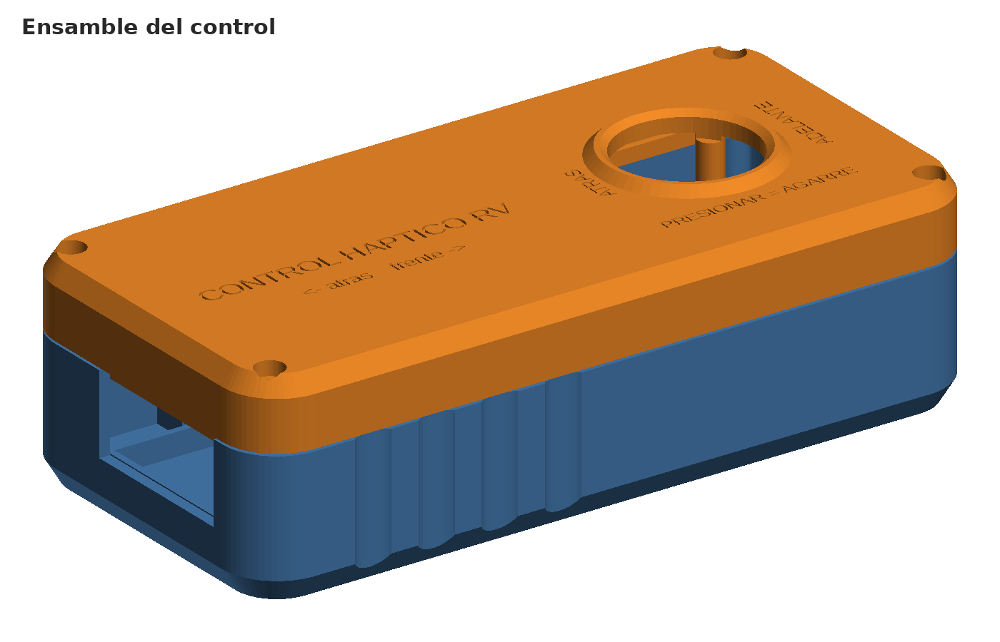 Ensamble del control
ADELANTE
ATRAS
PRESIONAR = AGARRE
CONTROL HAPTICO RV
<- atras frente ->